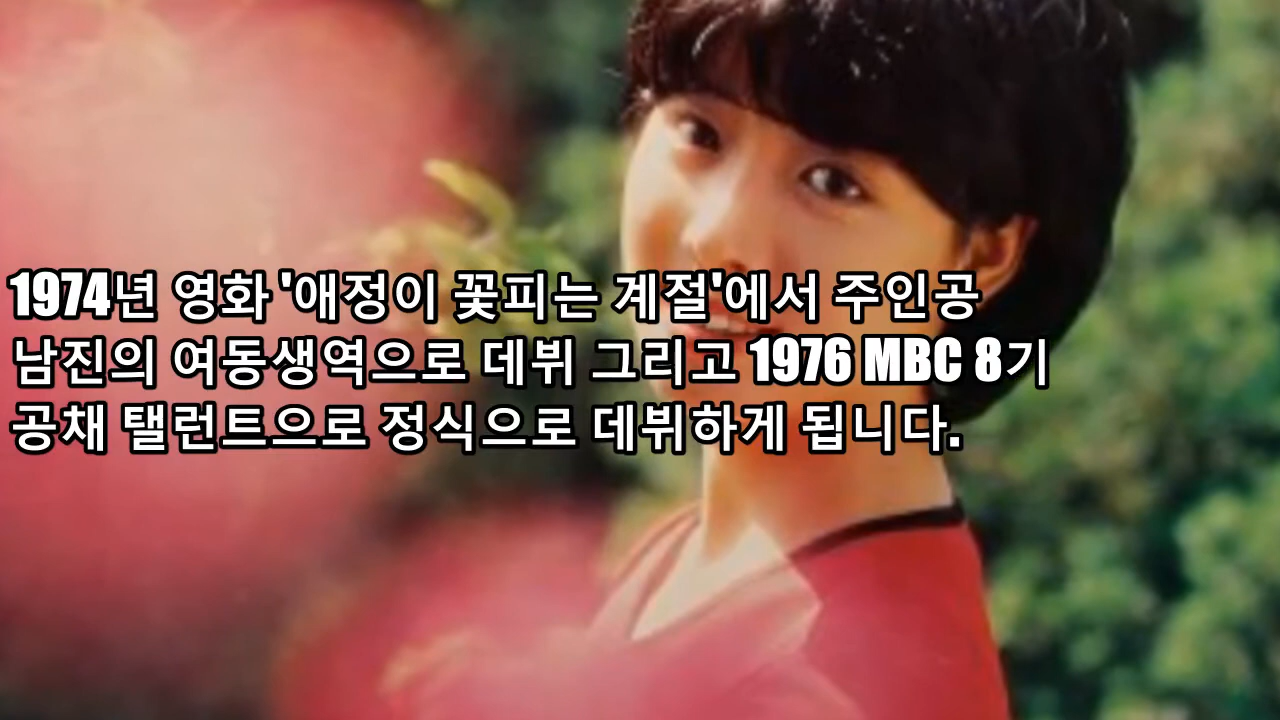 1974년 영화 '애정이 꽃피는 계절'에서 주인공
남진의 여동생역으로 데뷔 그리고 1976 MBC 8기
공채 탤런트으로 정식으로 데뷔하게 됩니다.